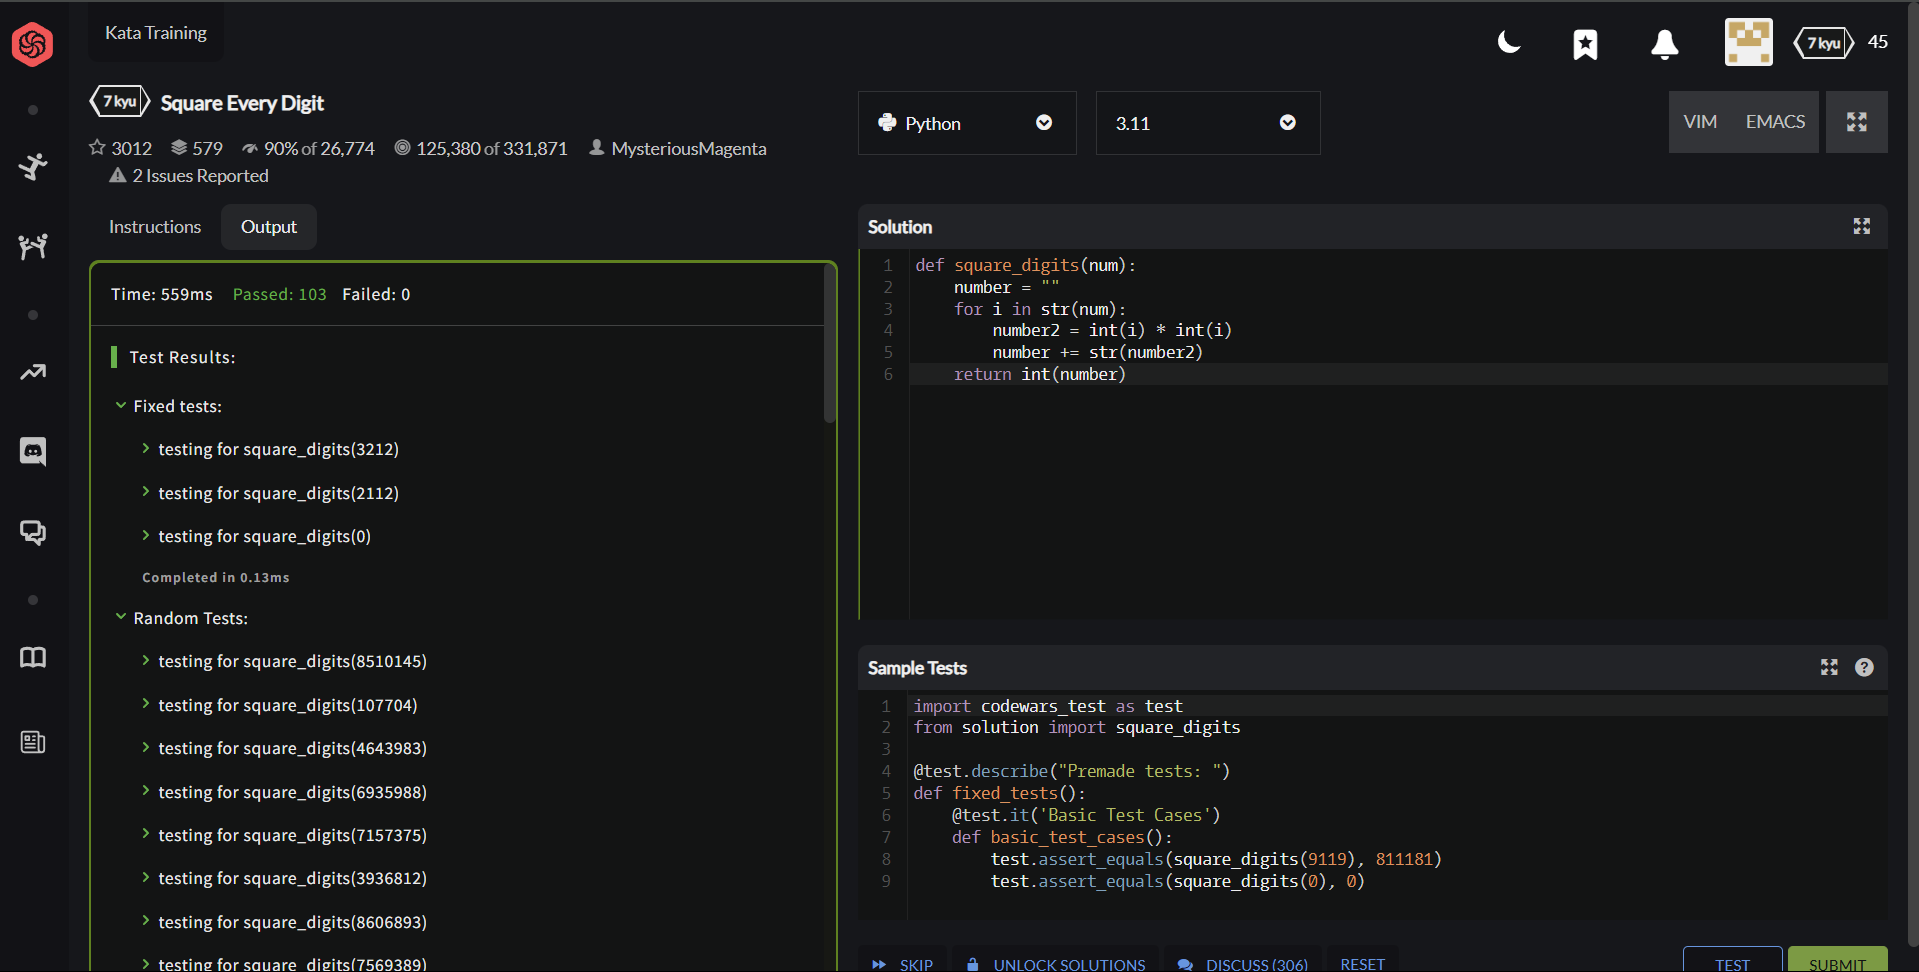 Kata Training
7 kyu 45
7 kyu Square Every Digit
3012 579 90% of 26,774 125,380 of 331,871 MysteriousMagenta
2 Issues Reported
Python
3.11
VIM EMACS
Instructions Output
Time: 559ms Passed: 103 Failed: 0
Test Results:
Fixed tests:
testing for square_digits(3212)
testing for square_digits(2112)
testing for square_digits(0)
Completed in 0.13ms
Random Tests:
testing for square_digits(8510145)
testing for square_digits(107704)
testing for square_digits(4643983)
testing for square_digits(6935988)
testing for square_digits(7157375)
testing for square_digits(3936812)
testing for square_digits(8606893)
testing for square_digits(7569389)
Solution
1 def square_digits(num):
2     number = ""
3     for i in str(num):
4         number2 = int(i) * int(i)
5         number += str(number2)
6     return int(number)
Sample Tests
1 import codewars_test as test
2 from solution import square_digits
3
4 @test.describe("Premade tests: ")
5 def fixed_tests():
6     @test.it('Basic Test Cases')
7     def basic_test_cases():
8         test.assert_equals(square_digits(9119), 811181)
9         test.assert_equals(square_digits(0), 0)
SKIP UNLOCK SOLUTIONS DISCUSS (306) RESET TEST SUBMIT